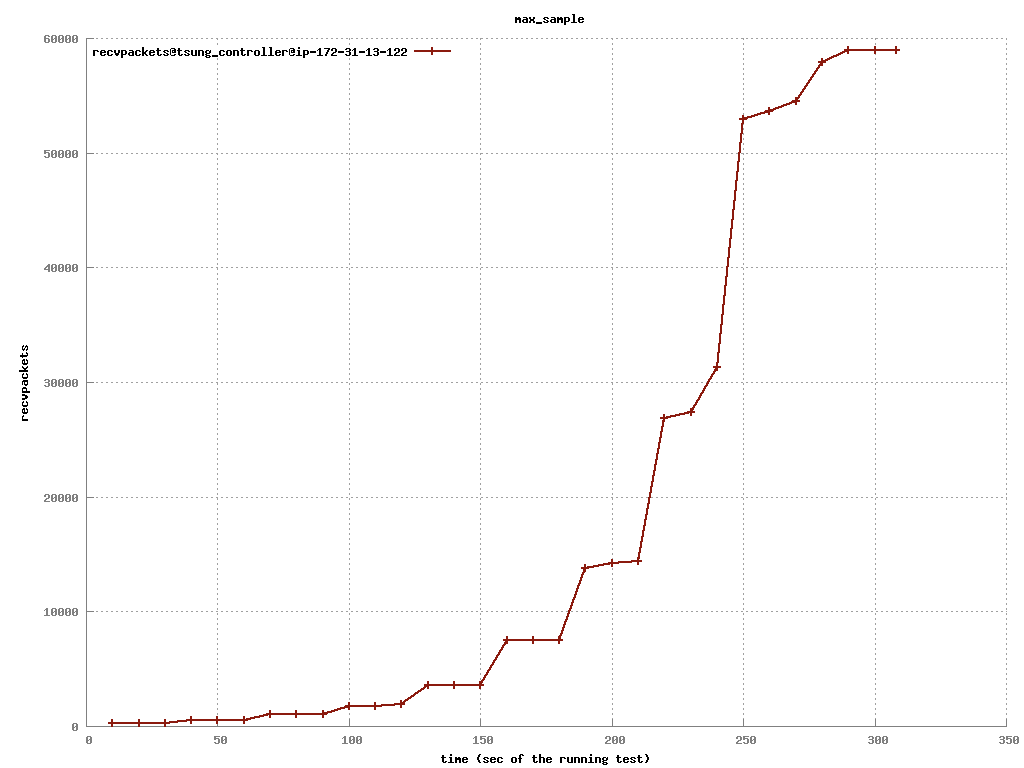 max_sample
60000
recvpackets@tsung_controller@ip-172-31-13-122
50000
40000
30000
recvpackets
20000
10000
0
0 50 100 150 200 250 300 350
time (sec of the running test)